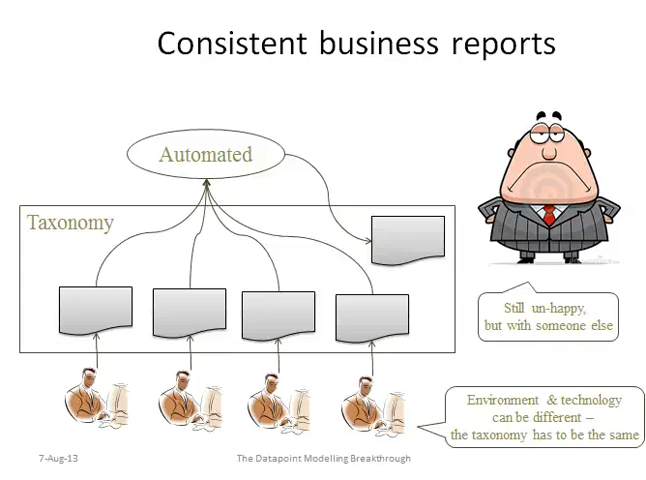 Consistent business reports
Automated
Taxonomy
Still un-happy,
but with someone else
Environment & technology
can be different –
the taxonomy has to be the same
7-Aug-13
The Datapoint Modelling Breakthrough